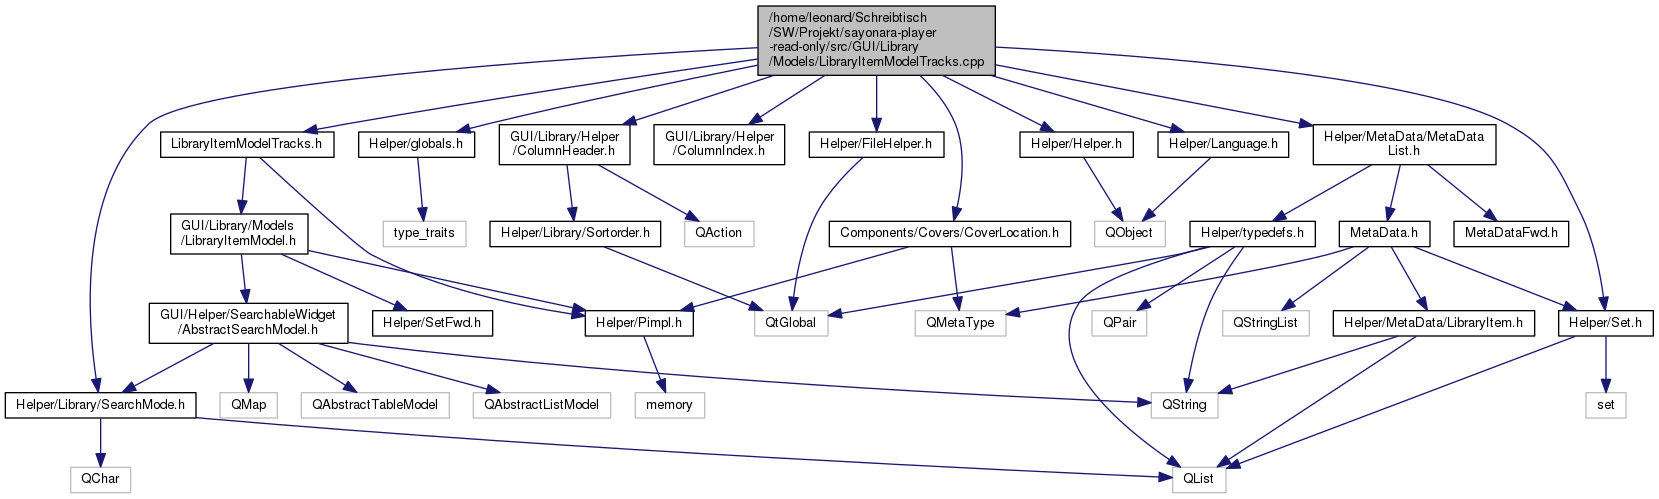 /home/leonard/Schreibtisch
/SW/Projekt/sayonara-player
-read-only/src/GUI/Library
/Models/LibraryItemModelTracks.cpp
LibraryItemModelTracks.h
Helper/globals.h
GUI/Library/Helper
/ColumnHeader.h
GUI/Library/Helper
/ColumnIndex.h
Helper/FileHelper.h
Helper/Helper.h
Helper/Language.h
Helper/MetaData/MetaData
List.h
GUI/Library/Models
/LibraryItemModel.h
type_traits
Helper/Library/Sortorder.h
QAction
Components/Covers/CoverLocation.h
QObject
Helper/typedefs.h
MetaData.h
MetaDataFwd.h
GUI/Helper/SearchableWidget
/AbstractSearchModel.h
Helper/SetFwd.h
Helper/Pimpl.h
QtGlobal
QMetaType
QPair
QStringList
Helper/MetaData/LibraryItem.h
Helper/Set.h
Helper/Library/SearchMode.h
QMap
QAbstractTableModel
QAbstractListModel
memory
QString
set
QChar
QList